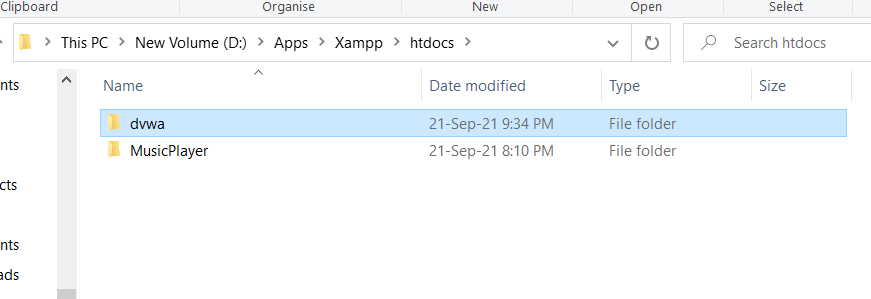 Clipboard Organise New Open Select
This PC > New Volume (D:) > Apps > Xampp > htdocs >
Search htdocs
Name Date modified Type Size
dvwa 21-Sep-21 9:34 PM File folder
MusicPlayer 21-Sep-21 8:10 PM File folder
nts
cts
nts
ads